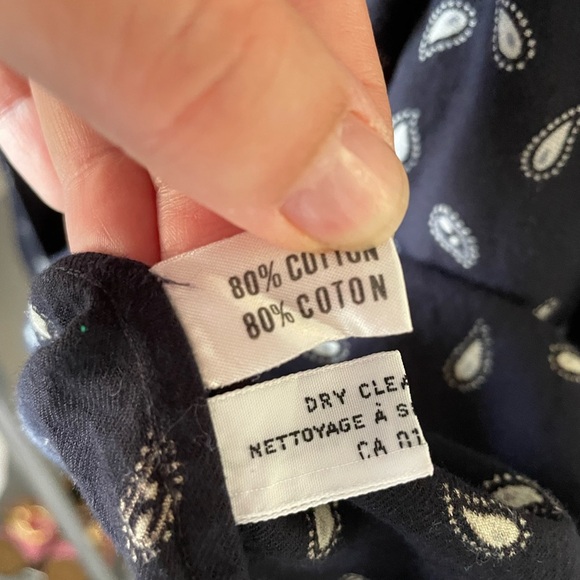 80% COTTON
80% COTON
DRY CLEA
NETTOYAGE À S
CA 01